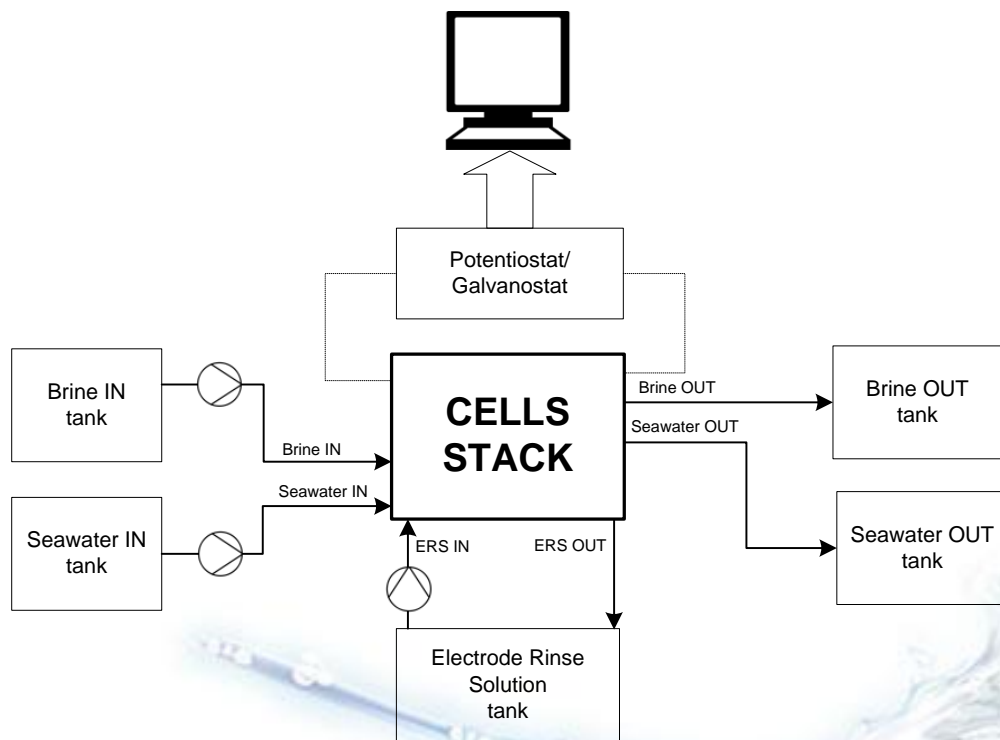 Potentiostat/
Galvanostat
Brine IN
tank
Brine IN
CELLS
STACK
Brine OUT
Seawater OUT
Brine OUT
tank
Seawater IN
tank
Seawater IN
Seawater OUT
tank
ERS IN
ERS OUT
Electrode Rinse
Solution
tank